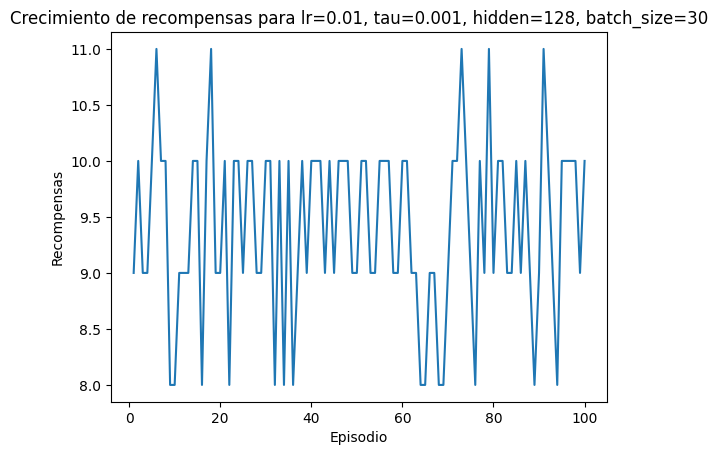 Crecimiento de recompensas para lr=0.01, tau=0.001, hidden=128, batch_size=30
11.0
10.5
10.0
9.5
9.0
8.5
8.0
Recompensas
0 20 40 60 80 100
Episodio